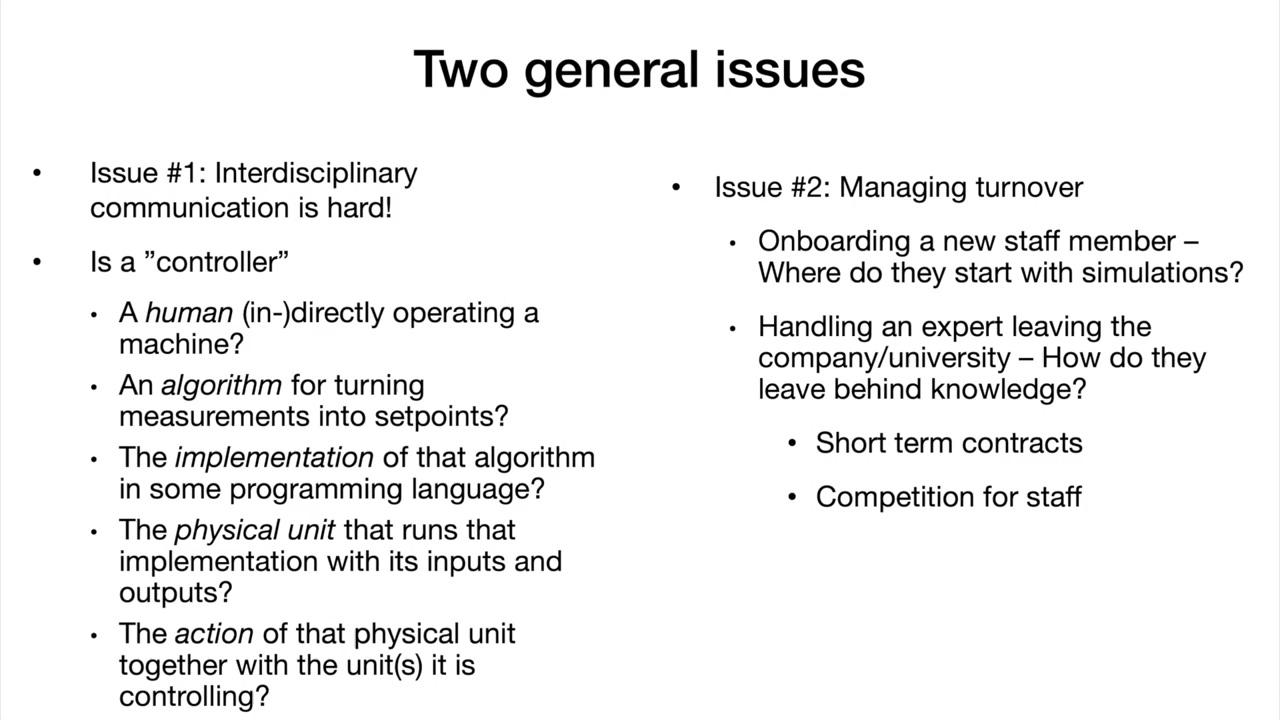 Two general issues
• Issue #1: Interdisciplinary
communication is hard!
• Is a ”controller”
• A human (in-)directly operating a
machine?
• An algorithm for turning
measurements into setpoints?
• The implementation of that algorithm
in some programming language?
• The physical unit that runs that
implementation with its inputs and
outputs?
• The action of that physical unit
together with the unit(s) it is
controlling?
• Issue #2: Managing turnover
• Onboarding a new staff member –
Where do they start with simulations?
• Handling an expert leaving the
company/university – How do they
leave behind knowledge?
• Short term contracts
• Competition for staff